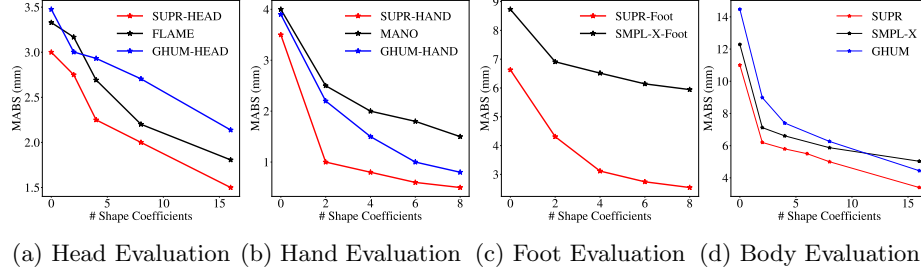 SUPR-HEAD
FLAME
GHUM-HEAD
MABS (mm)
3.5
3.0
2.5
2.0
1.5
0 5 10 15
# Shape Coefficients
(a) Head Evaluation
SUPR-HAND
MANO
GHUM-HAND
MABS (mm)
4
3
2
1
0 2 4 6 8
# Shape Coefficients
(b) Hand Evaluation
SUPR-Foot
SMPL-X-Foot
MABS (mm)
9
8
7
6
5
4
3
0 2 4 6 8
# Shape Coefficients
(c) Foot Evaluation
SUPR
SMPL-X
GHUM
MABS (mm)
14
12
10
8
6
4
0 5 10 15
# Shape Coefficients
(d) Body Evaluation